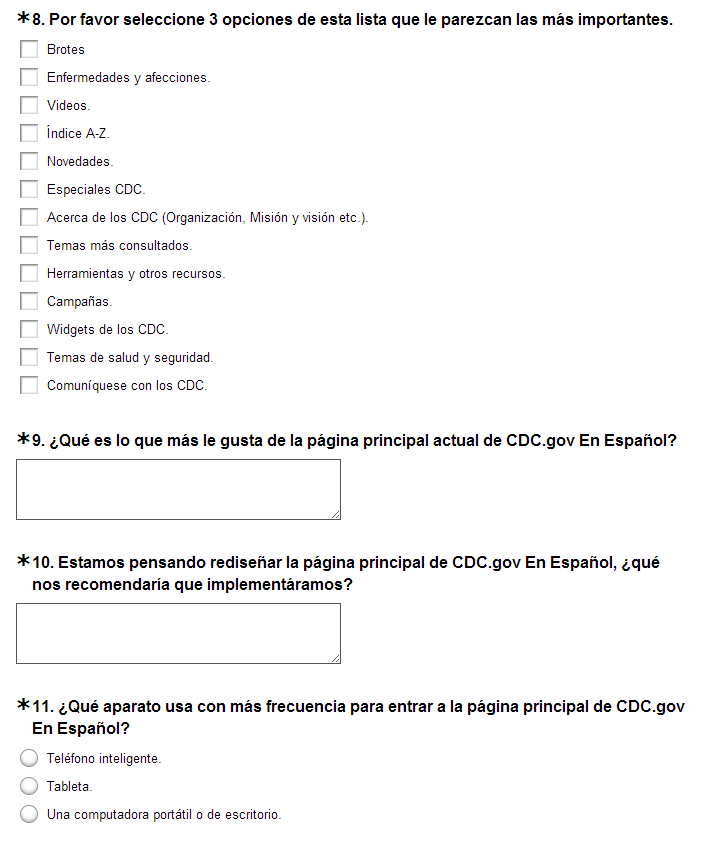 *8. Por favor seleccione 3 opciones de esta lista que le parezcan las más importantes.
Brotes
Enfermedades y afecciones.
Videos.
Índice A-Z.
Novedades.
Especiales CDC.
Acerca de los CDC (Organización, Misión y visión etc.).
Temas más consultados.
Herramientas y otros recursos.
Campañas.
Widgets de los CDC.
Temas de salud y seguridad.
Comuníquese con los CDC.
*9. ¿Qué es lo que más le gusta de la página principal actual de CDC.gov En Español?
*10. Estamos pensando rediseñar la página principal de CDC.gov En Español, ¿qué
nos recomendaría que implementáramos?
*11. ¿Qué aparato usa con más frecuencia para entrar a la página principal de CDC.gov
En Español?
Teléfono inteligente.
Tableta.
Una computadora portátil o de escritorio.